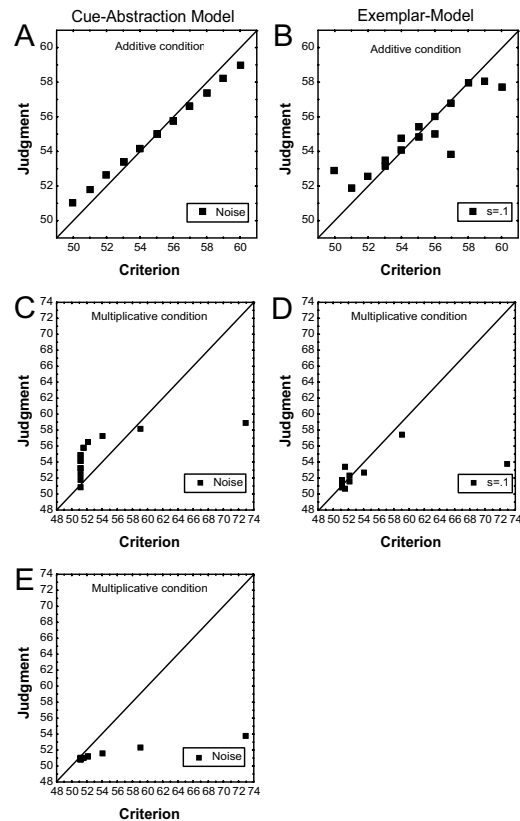 Cue-Abstraction Model
Exemplar-Model
A
Additive condition
Judgment
60
58
56
54
52
50
50 52 54 56 58 60
Noise
Criterion
B
Additive condition
Judgment
60
58
56
54
52
50
50 52 54 56 58 60
s=.1
Criterion
C
Multiplicative condition
Judgment
74
72
70
68
66
64
62
60
58
56
54
52
50
48
48 50 52 54 56 58 60 62 64 66 68 70 72 74
Noise
Criterion
D
Multiplicative condition
Judgment
74
72
70
68
66
64
62
60
58
56
54
52
50
48
48 50 52 54 56 58 60 62 64 66 68 70 72 74
s=.1
Criterion
E
Multiplicative condition
Judgment
74
72
70
68
66
64
62
60
58
56
54
52
50
48
48 50 52 54 56 58 60 62 64 66 68 70 72 74
Noise
Criterion